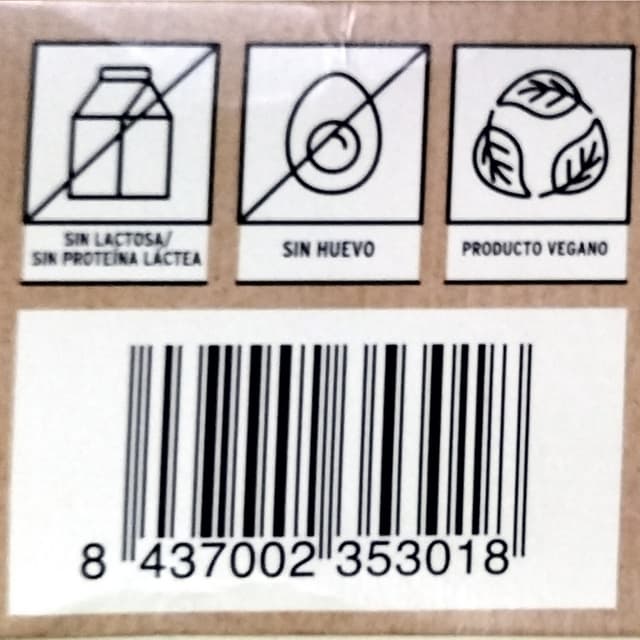 SIN LACTOSA/
SIN PROTEÍNA LÁCTEA
SIN HUEVO
PRODUCTO VEGANO
8 437002 353018